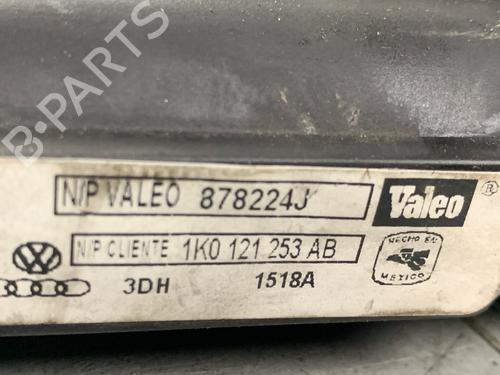 B-PARTS
N/P VALEO 878224J
Valeo ®
N/P CLIENTE 1K0 121 253 AB
HECHO EN
MEXICO
3DH 1518A